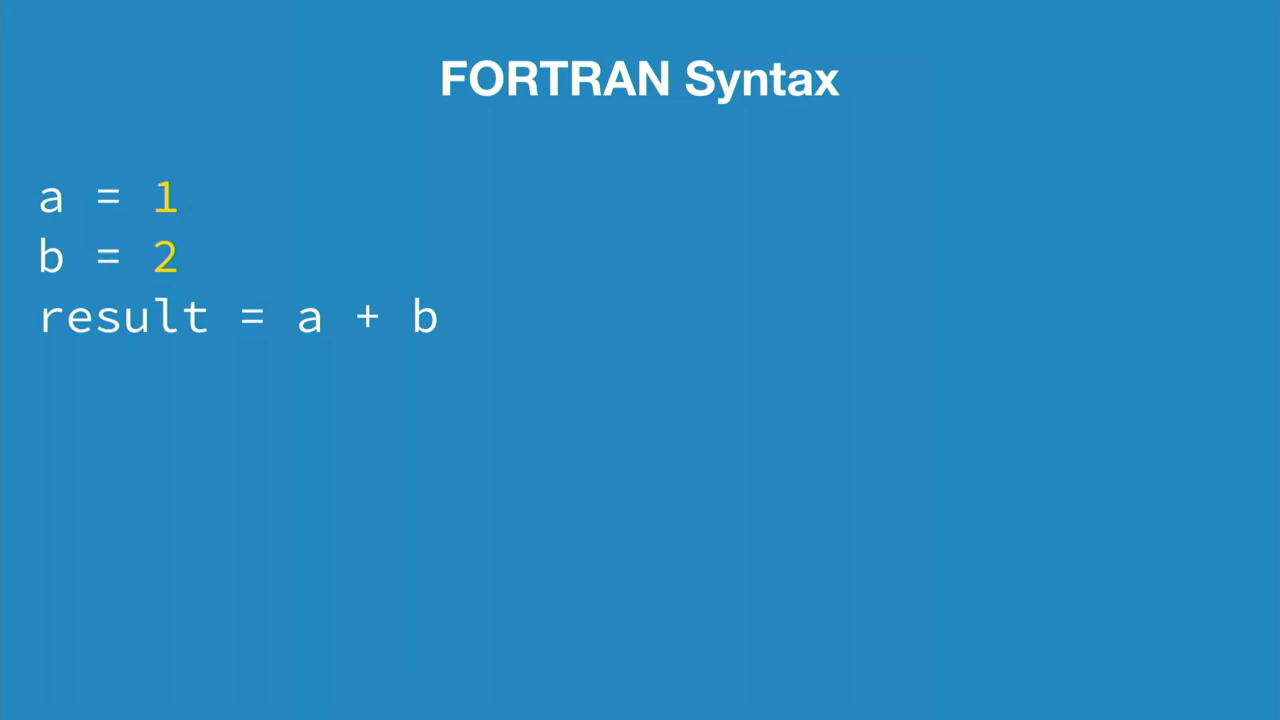 FORTRAN Syntax
a = 1
b = 2
result = a + b